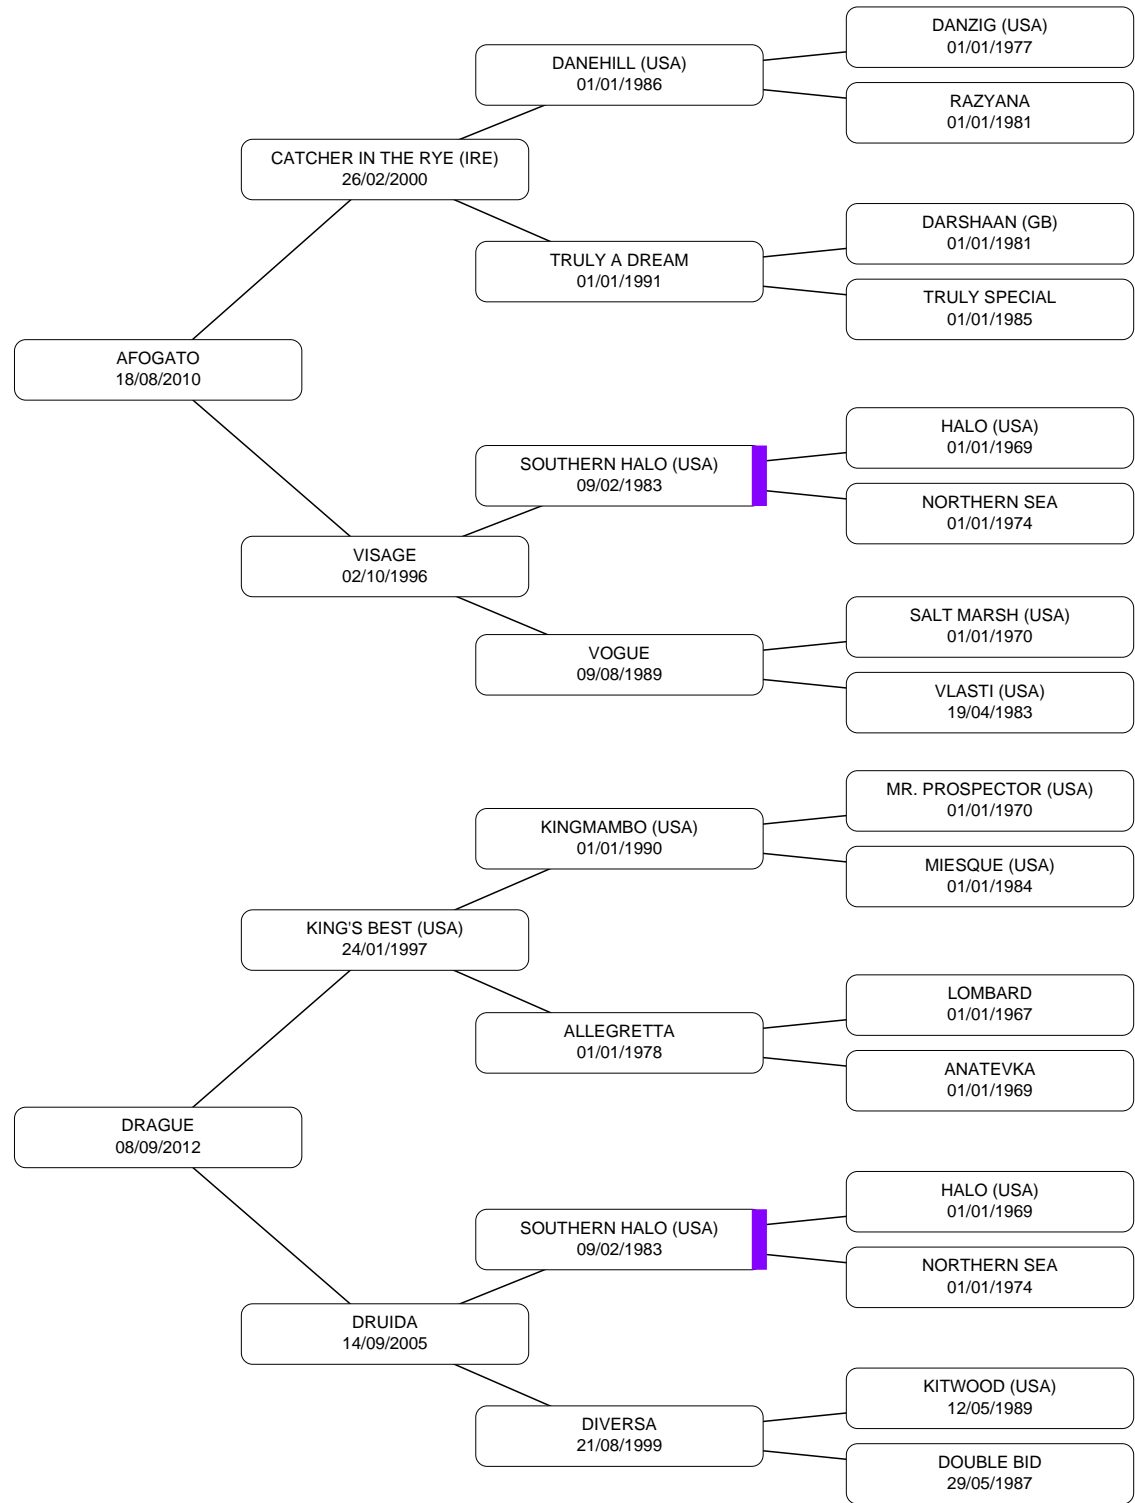 DANZIG (USA)
01/01/1977
DANEHILL (USA)
01/01/1986
RAZYANA
01/01/1981
CATCHER IN THE RYE (IRE)
26/02/2000
DARSHAAN (GB)
01/01/1981
TRULY A DREAM
01/01/1991
TRULY SPECIAL
01/01/1985
AFOGATO
18/08/2010
HALO (USA)
01/01/1969
SOUTHERN HALO (USA)
09/02/1983
NORTHERN SEA
01/01/1974
VISAGE
02/10/1996
SALT MARSH (USA)
01/01/1970
VOGUE
09/08/1989
VLASTI (USA)
19/04/1983
MR. PROSPECTOR (USA)
01/01/1970
KINGMAMBO (USA)
01/01/1990
MIESQUE (USA)
01/01/1984
KING'S BEST (USA)
24/01/1997
LOMBARD
01/01/1967
ALLEGRETTA
01/01/1978
ANATEVKA
01/01/1969
DRAGUE
08/09/2012
HALO (USA)
01/01/1969
SOUTHERN HALO (USA)
09/02/1983
NORTHERN SEA
01/01/1974
DRUIDA
14/09/2005
KITWOOD (USA)
12/05/1989
DIVERSA
21/08/1999
DOUBLE BID
29/05/1987